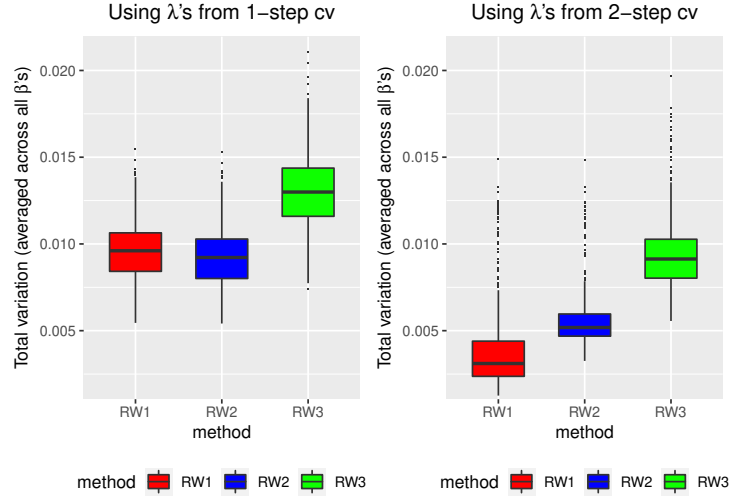 Using λ's from 1−step cv
Total variation (averaged across all β's)
0.020
0.015
0.010
0.005
RW1 RW2 RW3
method
method RW1 RW2 RW3
Using λ's from 2−step cv
Total variation (averaged across all β's)
0.020
0.015
0.010
0.005
RW1 RW2 RW3
method
method RW1 RW2 RW3